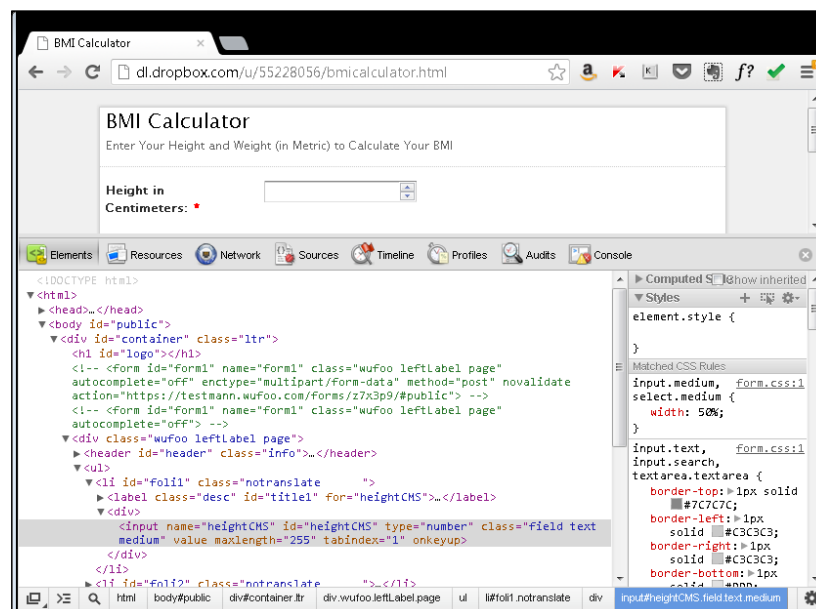 BMI Calculator
dl.dropbox.com/u/55228056/bmicalculator.html
f?
BMI Calculator
Enter Your Height and Weight (in Metric) to Calculate Your BMI
Height in
Centimeters: *
Elements Resources Network Sources Timeline Profiles Audits Console
<!DOCTYPE html>
▼<html>
▶<head>…</head>
▼<body id="public">
▼<div id="container" class="ltr">
<h1 id="logo"></h1>
<!-- <form id="form1" name="form1" class="wufoo leftLabel page"
autocomplete="off" enctype="multipart/form-data" method="post" novalidate
action="https://testmann.wufoo.com/forms/z7x3p9/#public"> -->
<!-- <form id="form1" name="form1" class="wufoo leftLabel page"
autocomplete="off"> -->
▼<div class="wufoo leftLabel page">
▶<header id="header" class="info">…</header>
▼<ul>
▼<li id="foli1" class="notranslate      ">
▶<label class="desc" id="title1" for="heightCMS">…</label>
▼<div>
<input name="heightCMS" id="heightCMS" type="number" class="field text
medium" value maxlength="255" tabindex="1" onkeyup>
</div>
</li>
▶<li id="foli2" class="notranslate      ">…</li>
▶ Computed Show inherited
▼ Styles
element.style {
}
Matched CSS Rules
input.medium, form.css:1
select.medium {
width: 50%;
}
input.text, form.css:1
input.search,
textarea.textarea {
border-top:▶1px solid
#7C7C7C;
border-left:▶1px
solid #C3C3C3;
border-right:▶1px
solid #C3C3C3;
border-bottom:▶1px
solid #DDD;
html body#public div#container.ltr div.wufoo.leftLabel.page ul li#foli1.notranslate div input#heightCMS.field.text.medium